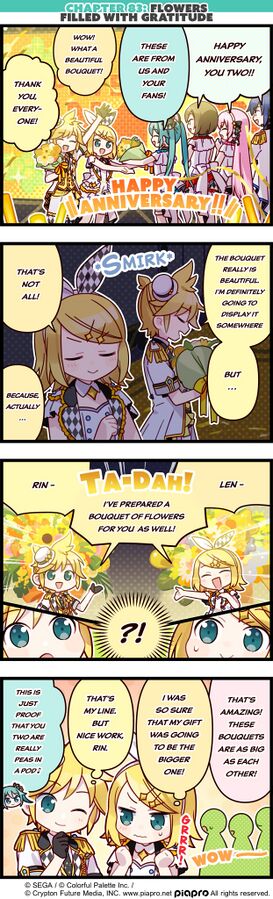 CHAPTER 83: FLOWERS
FILLED WITH GRATITUDE
HAPPY
ANNIVERSARY,
YOU TWO!!
THESE
ARE FROM
US AND
YOUR
FANS!
WOW!
WHAT A
BEAUTIFUL
BOUQUET!
THANK
YOU,
EVERY-
ONE!
HAPPY
ANNIVERSARY!!
THE BOUQUET
REALLY IS
BEAUTIFUL.
I'M DEFINITELY
GOING TO
DISPLAY IT
SOMEWHERE
BUT
...
*SMIRK*
THAT'S
NOT
ALL!
BECAUSE,
ACTUALLY
...
TA-DAH!
RIN -
LEN -
I'VE PREPARED A
BOUQUET OF FLOWERS
FOR YOU AS WELL!
?!
THAT'S
AMAZING!
THESE
BOUQUETS
ARE AS BIG
AS EACH
OTHER!
WOW —
I WAS
SO SURE
THAT MY GIFT
WAS GOING
TO BE THE
BIGGER
ONE!
GRRR!
THAT'S
MY LINE.
BUT
NICE WORK,
RIN.
THIS IS
JUST
PROOF
THAT YOU
TWO ARE
REALLY
PEAS IN
A POD♪
© SEGA / © Colorful Palette Inc. /
© Crypton Future Media, INC. www.piapro.net piapro All rights reserved.